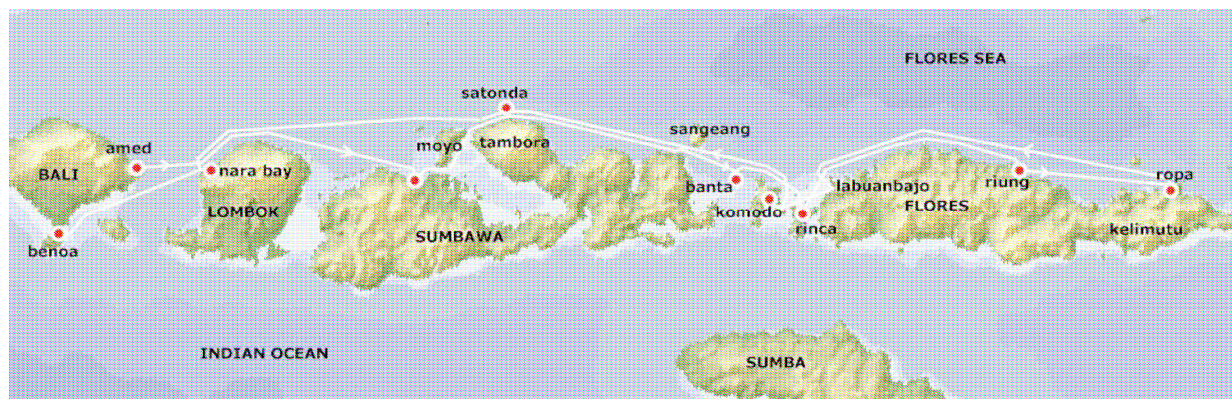 FLORES SEA
satonda
sangeang
moyo
tambora
amed
nara bay
BALI
banta
labuanbajo
riung
ropa
komodo
FLORES
LOMBOK
SUMBAWA
rinca
kelimutu
benoa
INDIAN OCEAN
SUMBA